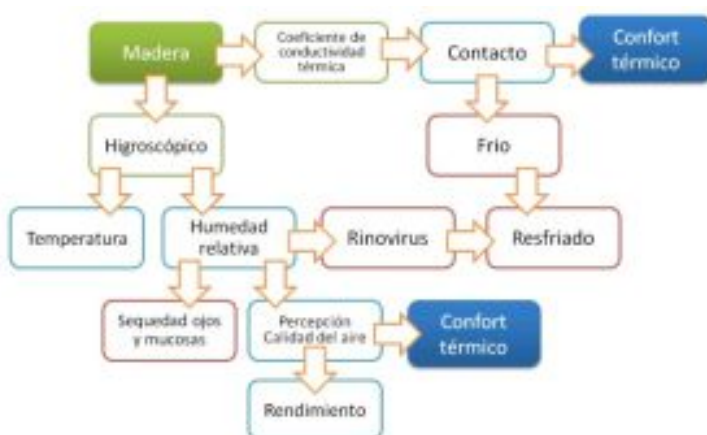 Madera
Coeficiente de
conductividad
térmica
Contacto
Confort
térmico
Higroscópico
Frio
Temperatura
Humedad
relativa
Rinovirus
Resfriado
Sequedad ojos
y mucosas
Percepción
Calidad del aire
Confort
térmico
Rendimiento